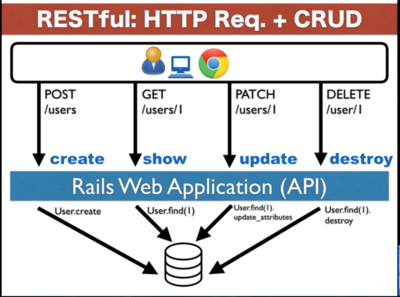 RESTful: HTTP Req. + CRUD
POST
/users
GET
/users/1
PATCH
/users/1
DELETE
/user/1
create
show
update
destroy
Rails Web Application (API)
User.create
User.find(1)
User.find(1).
update_attributes
User.find(1).
destroy